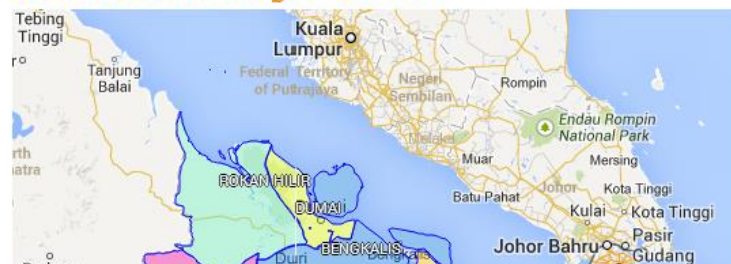 Tebing
Tinggi
Kuala
Lumpur
Tanjung
Balai
Federal Territory
of Putrajaya
Negeri
Sembilan
Rompin
Endau Rompin
National Park
Melaka
Muar
Mersing
ROKAN HILIR
Batu Pahat
Johor
Kota Tinggi
DUMAI
Kulai
Kota Tinggi
BENGKALIS
Duri
Bengkalis
Johor Bahru
Pasir
Gudang